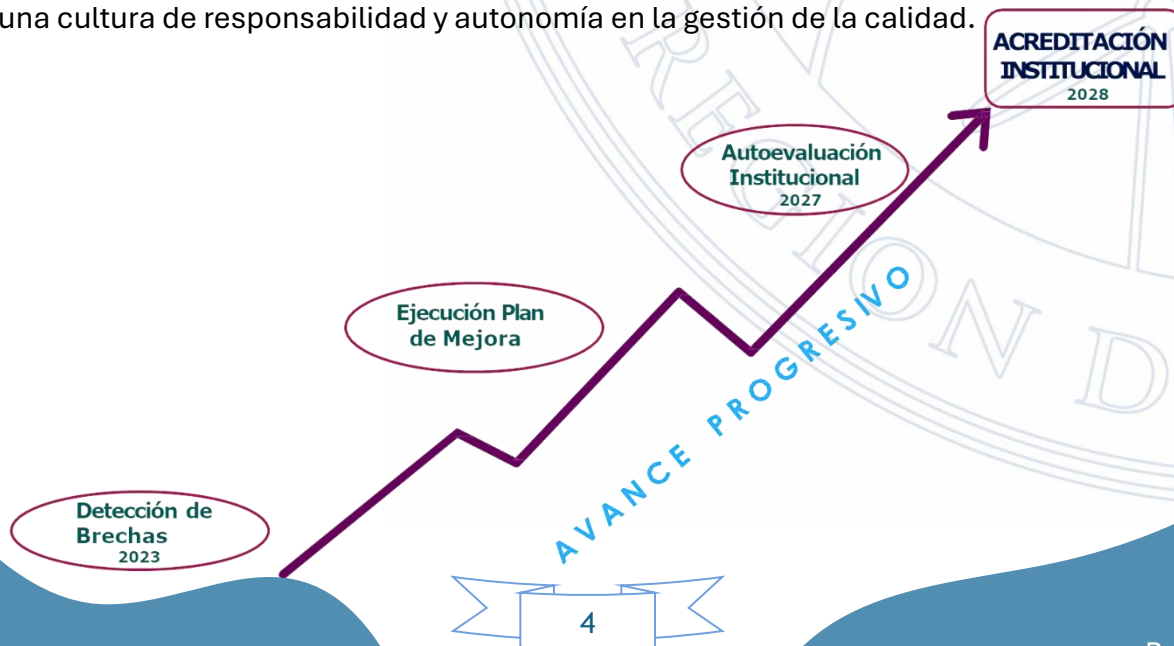 una cultura de responsabilidad y autonomía en la gestión de la calidad.
ACREDITACIÓN
INSTITUCIONAL
2028
Autoevaluación
Institucional
2027
Ejecución Plan
de Mejora
AVANCE PROGRESIVO
Detección de
Brechas
2023
4
REGION D